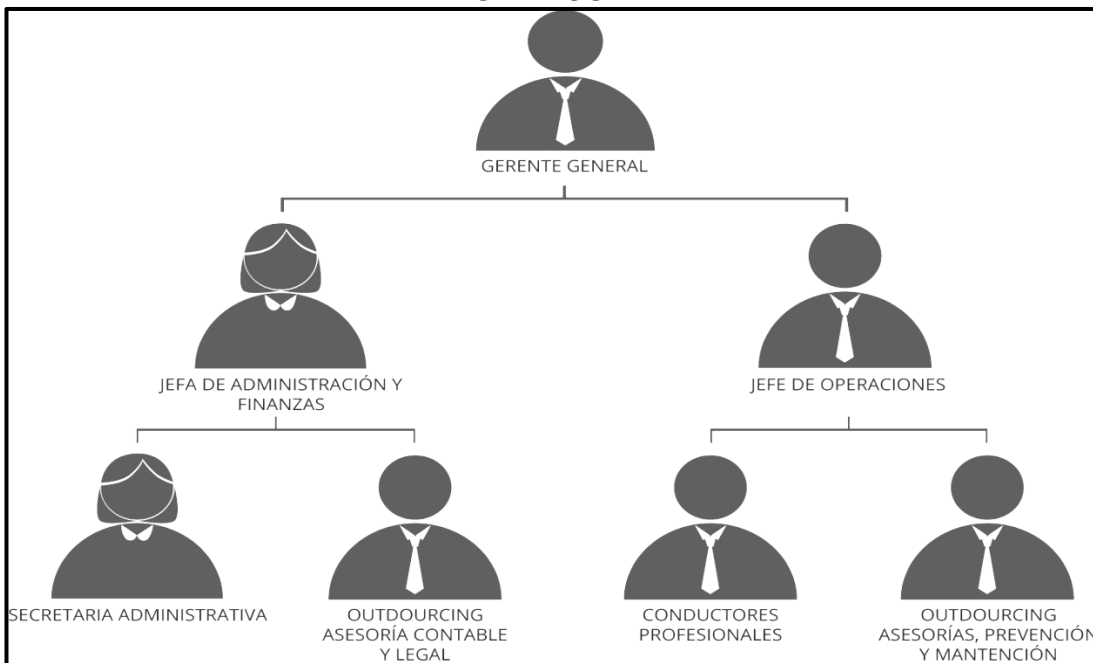 GERENTE GENERAL
JEFA DE ADMINISTRACIÓN Y
FINANZAS
JEFE DE OPERACIONES
SECRETARIA ADMINISTRATIVA
OUTDOURCING
ASESORÍA CONTABLE
Y LEGAL
CONDUCTORES
PROFESIONALES
OUTDOURCING
ASESORÍAS, PREVENCIÓN
Y MANTENCIÓN